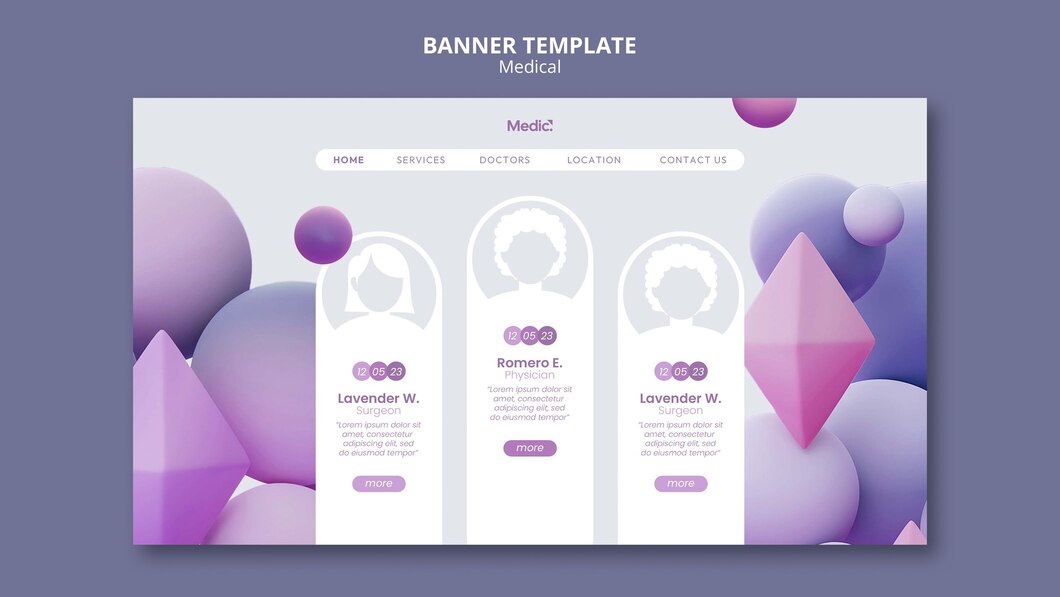 BANNER TEMPLATE
Medical
Medic.
HOME SERVICES DOCTORS LOCATION CONTACT US
12 05 23
Lavender W.
Surgeon
"Lorem ipsum dolor sit
amet, consectetur
adipiscing elit, sed
do eiusmod tempor"
more
12 05 23
Romero E.
Physician
"Lorem ipsum dolor sit
amet, consectetur
adipiscing elit, sed
do eiusmod tempor"
more
12 05 23
Lavender W.
Surgeon
"Lorem ipsum dolor sit
amet, consectetur
adipiscing elit, sed
do eiusmod tempor"
more